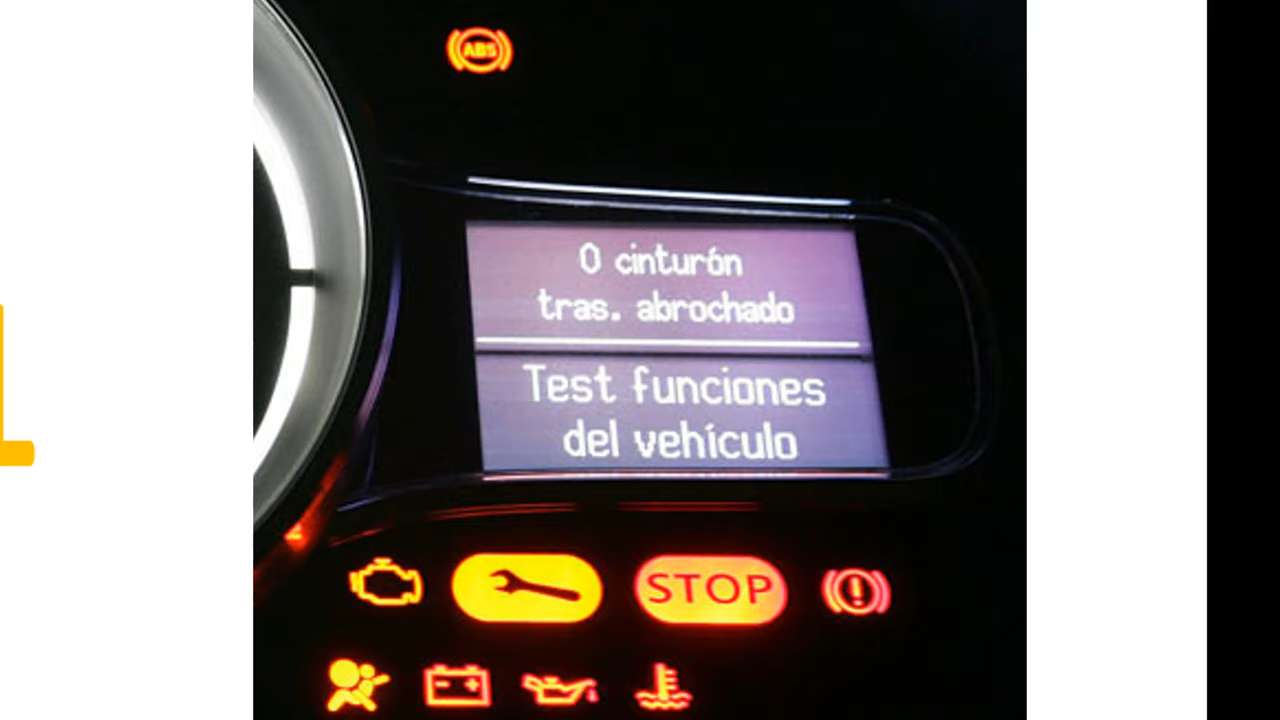 ABS
0 cinturón
tras. abrochado
Test funciones
del vehículo
STOP